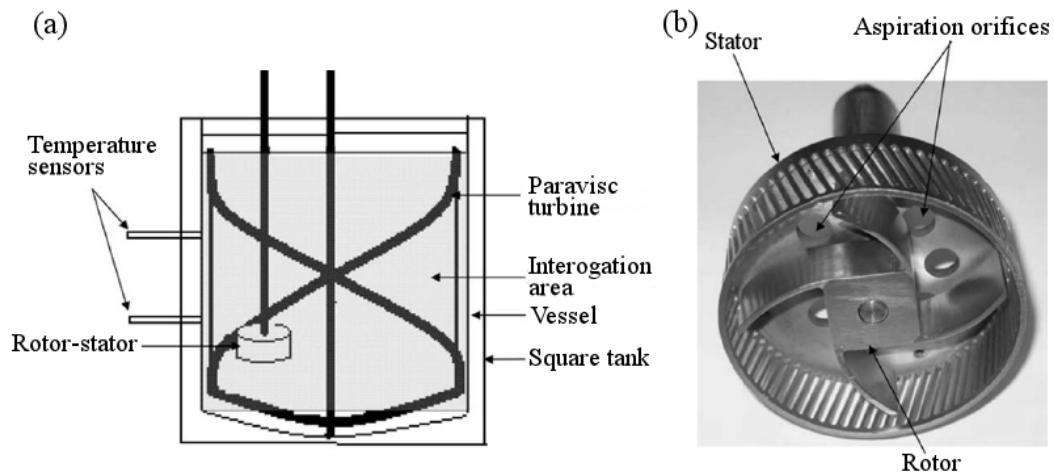 (a)
Temperature
sensors
Rotor-stator
Paravisc
turbine
Interogation
area
Vessel
Square tank
(b)
Stator
Aspiration orifices
Rotor